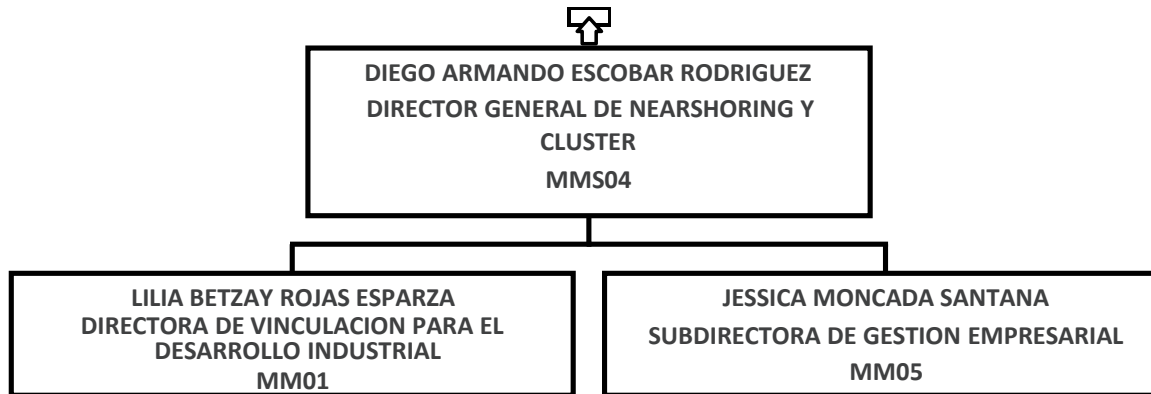 DIEGO ARMANDO ESCOBAR RODRIGUEZ
DIRECTOR GENERAL DE NEARSHORING Y
CLUSTER
MMS04
LILIA BETZAY ROJAS ESPARZA
DIRECTORA DE VINCULACION PARA EL
DESARROLLO INDUSTRIAL
MM01
JESSICA MONCADA SANTANA
SUBDIRECTORA DE GESTION EMPRESARIAL
MM05